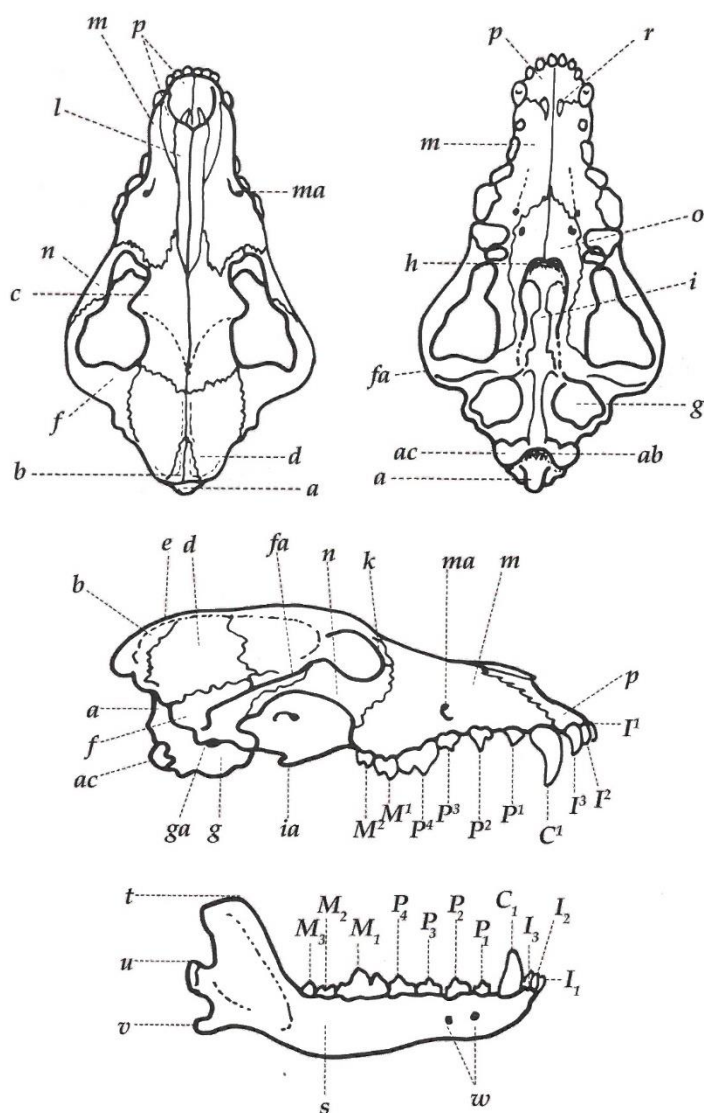 m p
l
ma
n
c
f
d
b
a
p r
m
o
h
i
fa
g
ac ab
a
e d fa n k ma m
b
p
a
f
ac
I¹
ga g ia M² M¹ P⁴ P³ P² P¹ C¹ I³ I²
t M₃ M₂ M₁ P₄ P₃ P₂ P₁ C₁ I₃ I₂
u
I₁
v
s w